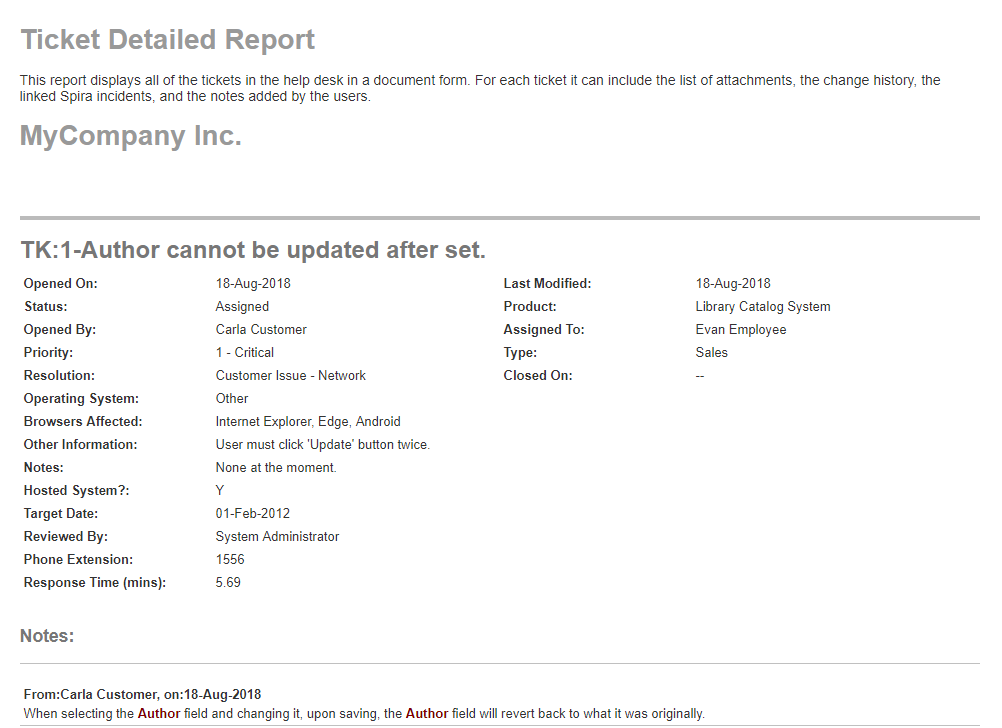 Ticket Detailed Report
This report displays all of the tickets in the help desk in a document form. For each ticket it can include the list of attachments, the change history, the
linked Spira incidents, and the notes added by the users.
MyCompany Inc.
TK:1-Author cannot be updated after set.
Opened On: 18-Aug-2018 Last Modified: 18-Aug-2018
Status: Assigned Product: Library Catalog System
Opened By: Carla Customer Assigned To: Evan Employee
Priority: 1 - Critical Type: Sales
Resolution: Customer Issue - Network Closed On: --
Operating System: Other
Browsers Affected: Internet Explorer, Edge, Android
Other Information: User must click 'Update' button twice.
Notes: None at the moment.
Hosted System?: Y
Target Date: 01-Feb-2012
Reviewed By: System Administrator
Phone Extension: 1556
Response Time (mins): 5.69
Notes:
From:Carla Customer, on:18-Aug-2018
When selecting the Author field and changing it, upon saving, the Author field will revert back to what it was originally.